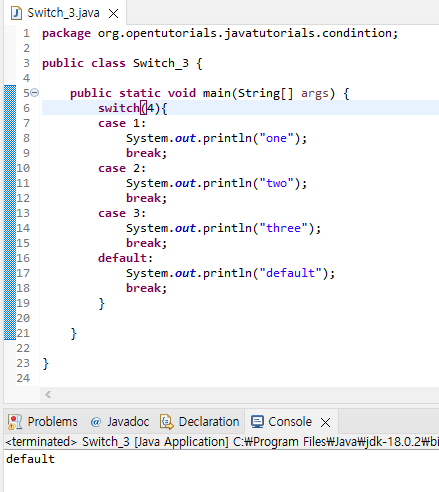 Switch_3.java
1 package org.opentutorials.javatutorials.condintion;
2
3 public class Switch_3 {
4
5 public static void main(String[] args) {
6 switch(4){
7 case 1:
8 System.out.println("one");
9 break;
10 case 2:
11 System.out.println("two");
12 break;
13 case 3:
14 System.out.println("three");
15 break;
16 default:
17 System.out.println("default");
18 break;
19 }
20
21 }
22
23 }
24
Problems @ Javadoc Declaration Console
<terminated> Switch_3 [Java Application] C:₩Program Files₩Java₩jdk-18.0.2₩bi
default